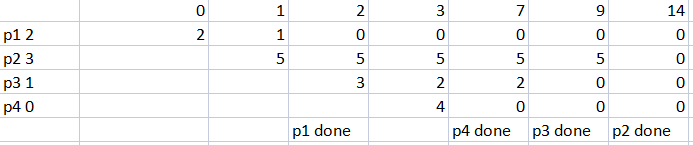 0 1 2 3 7 9 14
p1 2 2 1 0 0 0 0 0
p2 3 5 5 5 5 5 0
p3 1 3 2 2 0 0
p4 0 4 0 0 0
p1 done p4 done p3 done p2 done